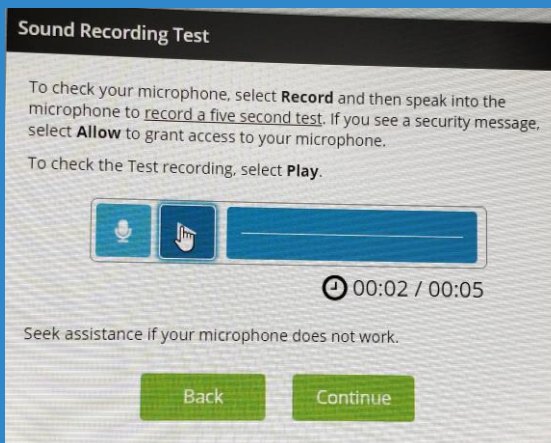 Sound Recording Test
To check your microphone, select Record and then speak into the
microphone to record a five second test. If you see a security message,
select Allow to grant access to your microphone.
To check the Test recording, select Play.
00:02 / 00:05
Seek assistance if your microphone does not work.
Back
Continue